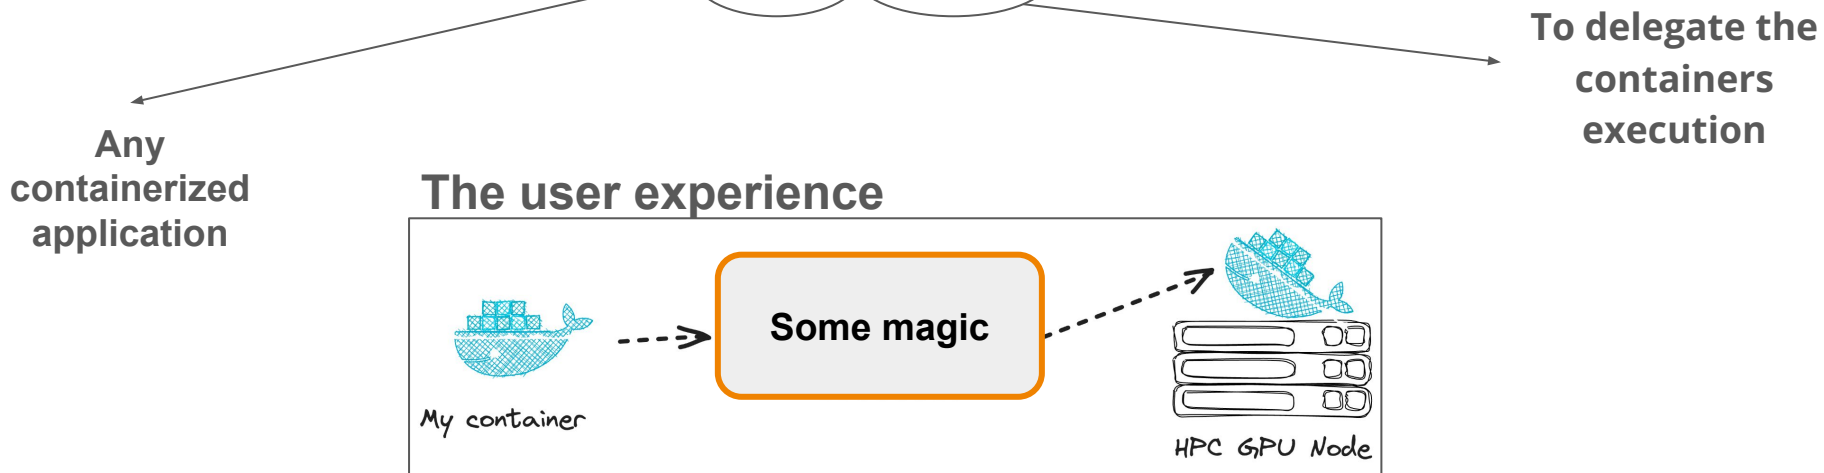 To delegate the
containers
execution
Any
containerized
application
The user experience
Some magic
My container
HPC GPU Node